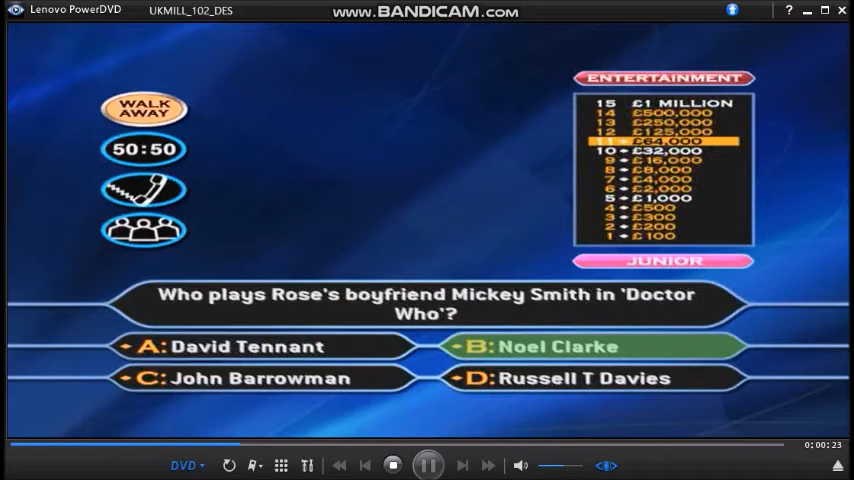 Lenovo PowerDVD
UKMILL_102_DES
www.BANDICAM.com
?
ENTERTAINMENT
WALK
AWAY
50:50
15 £1 MILLION
14 £500,000
13 £250,000
12 £125,000
11 £64,000
10 £32,000
9 £16,000
8 £8,000
7 £4,000
6 £2,000
5 £1,000
4 £500
3 £300
2 £200
1 £100
JUNIOR
Who plays Rose's boyfriend Mickey Smith in 'Doctor
Who'?
A: David Tennant
B: Noel Clarke
C: John Barrowman
D: Russell T Davies
0:00:23
DVD